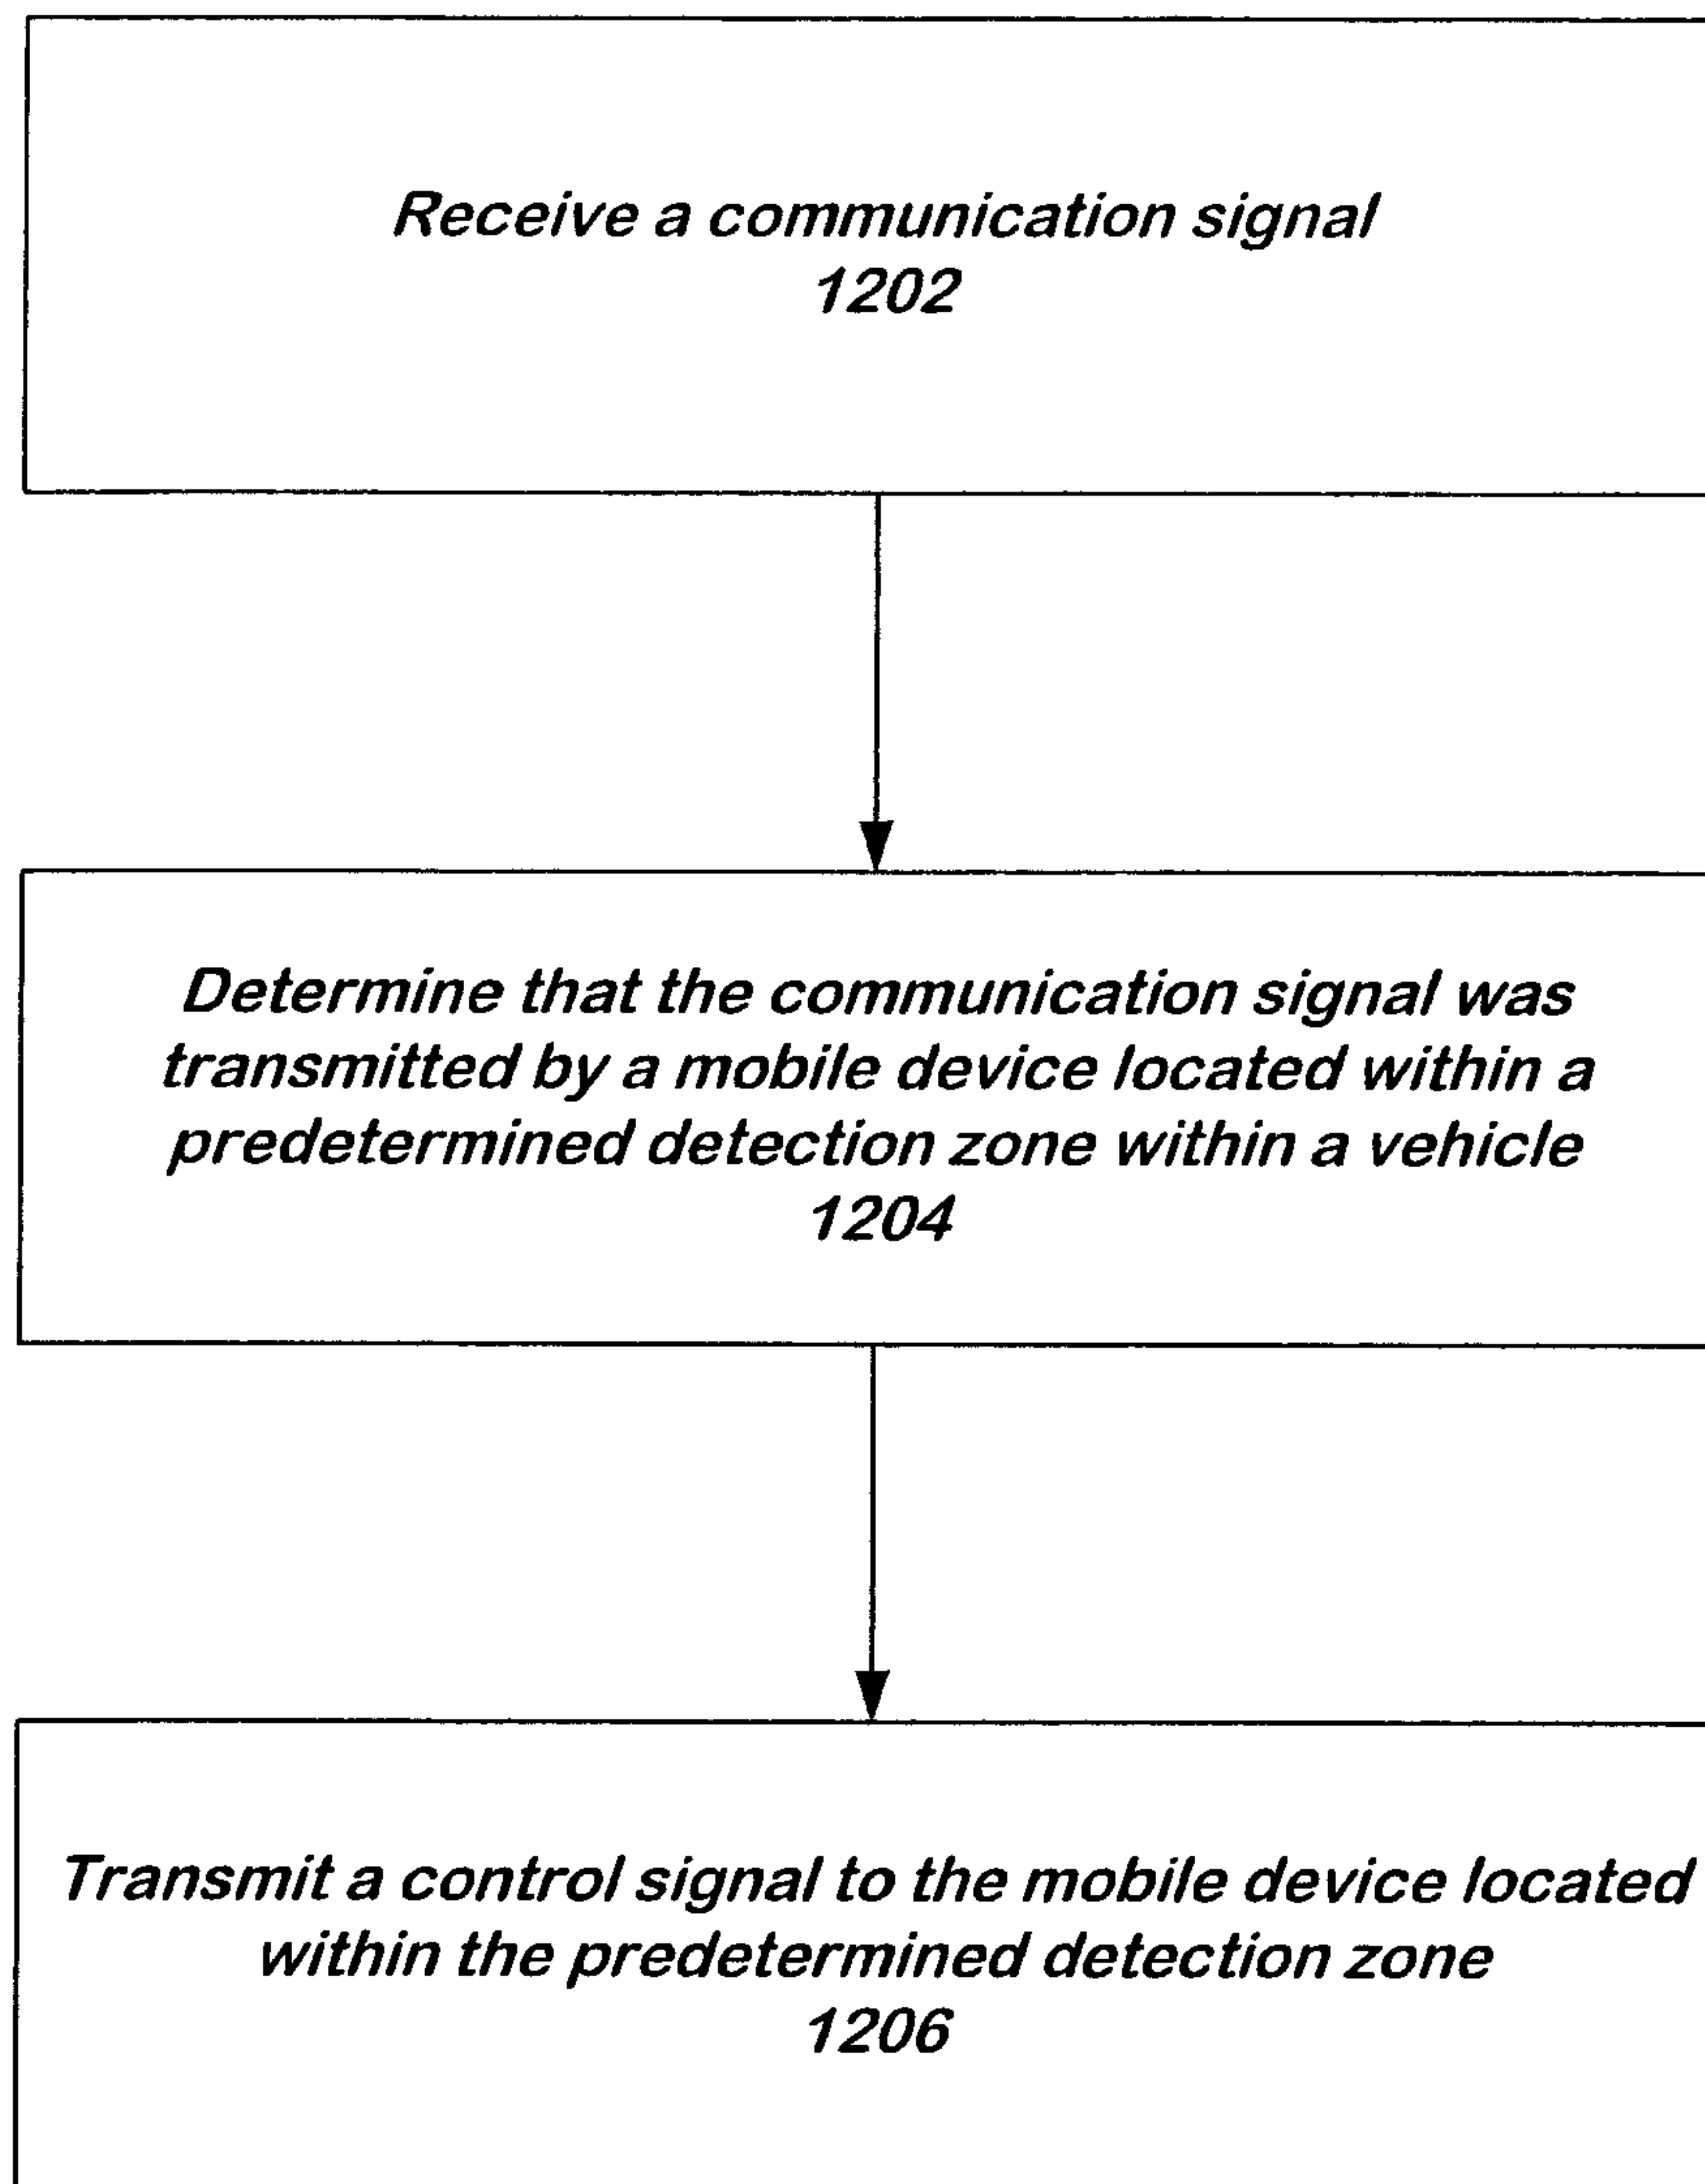 Receive a communication signal
1202
Determine that the communication signal was
transmitted by a mobile device located within a
predetermined detection zone within a vehicle
1204
Transmit a control signal to the mobile device located
within the predetermined detection zone
1206